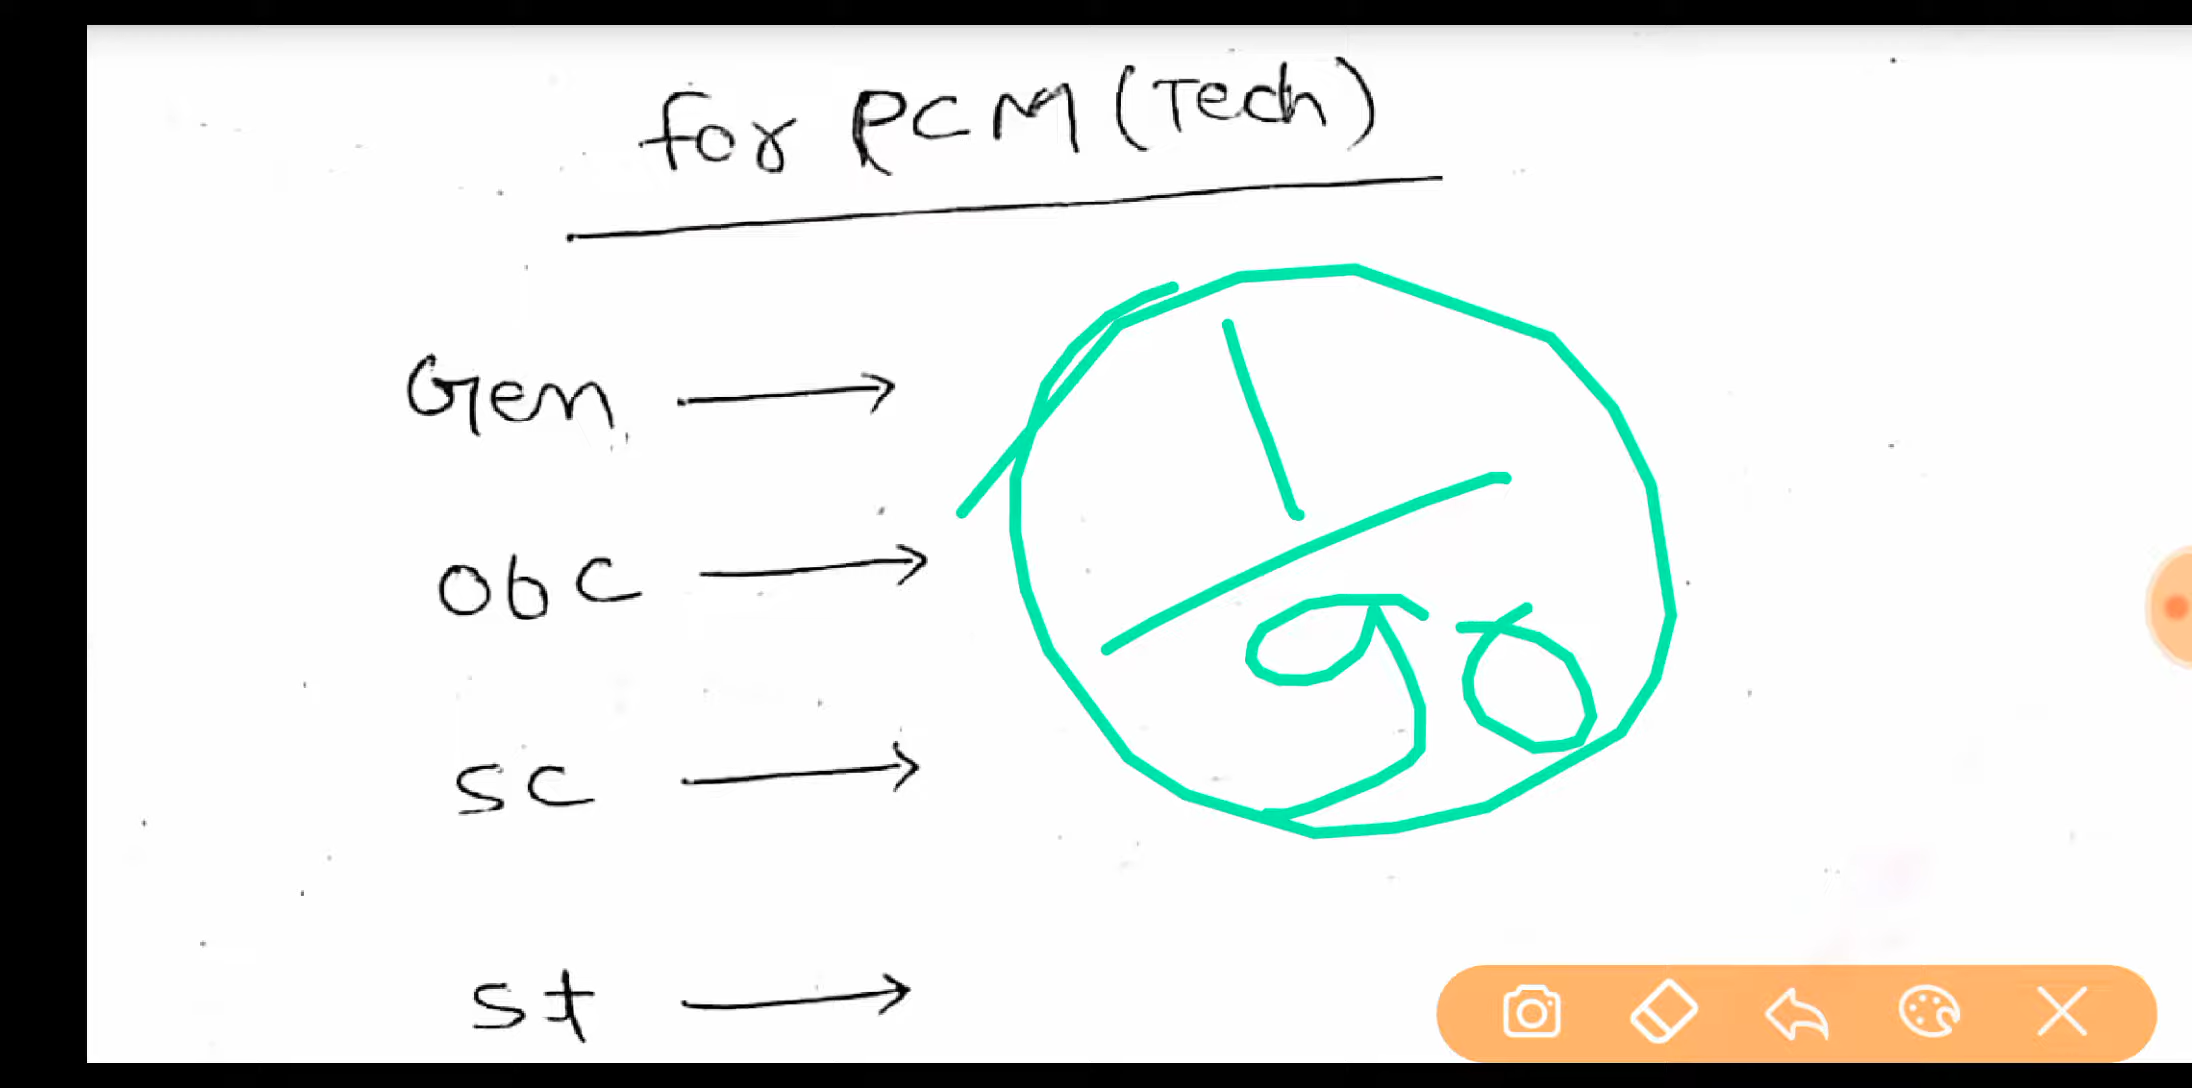 for PCM (Tech)
Gen →
1
obc →
90
sc →
st →